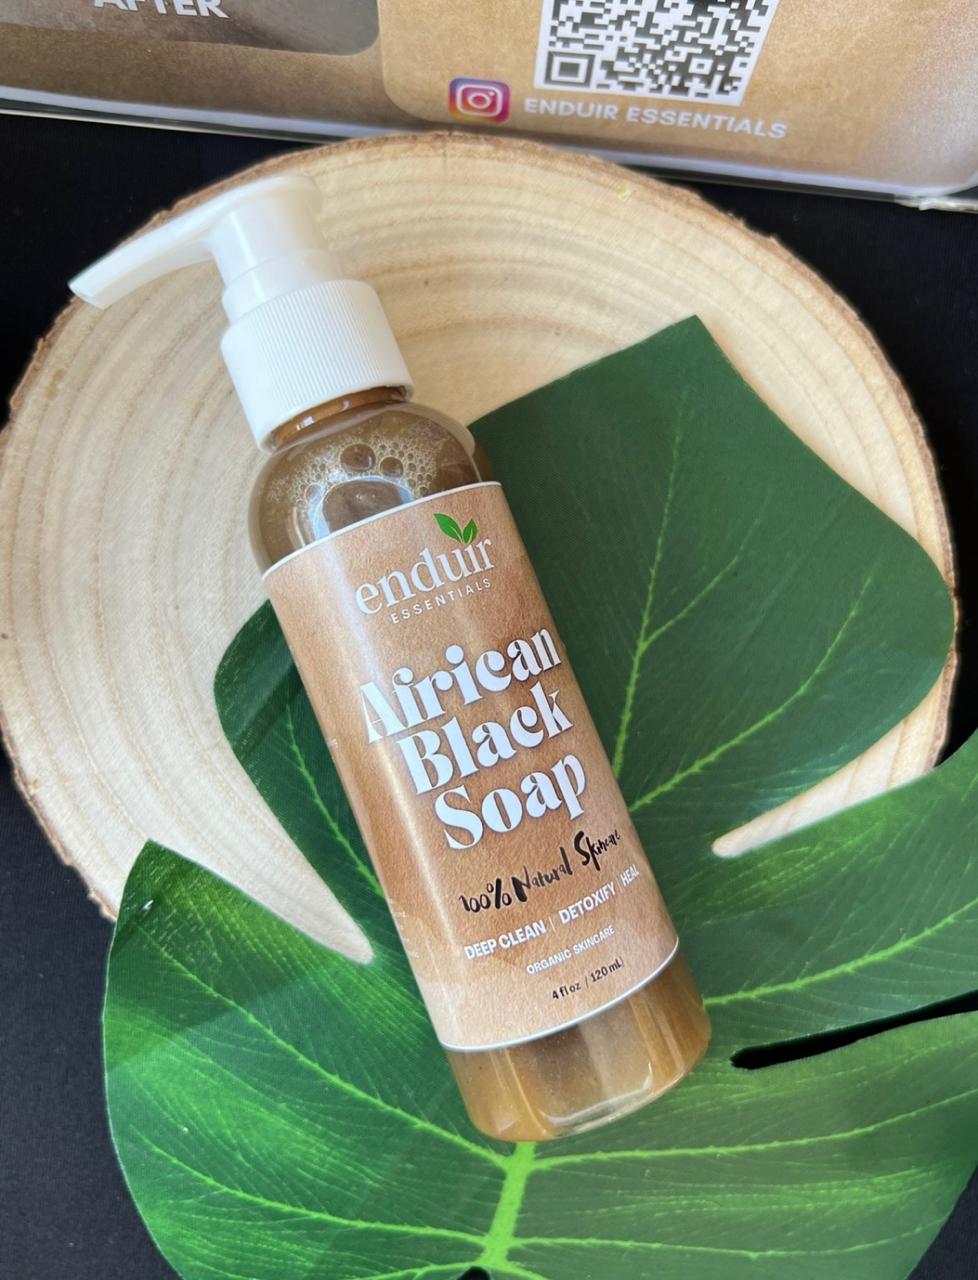 AFTER
ENDUIR ESSENTIALS
enduir
ESSENTIALS
African
Black
Soap
100% Natural Skincare
DEEP CLEAN | DETOXIFY | HEAL
ORGANIC SKINCARE
4 fl oz | 120 mL